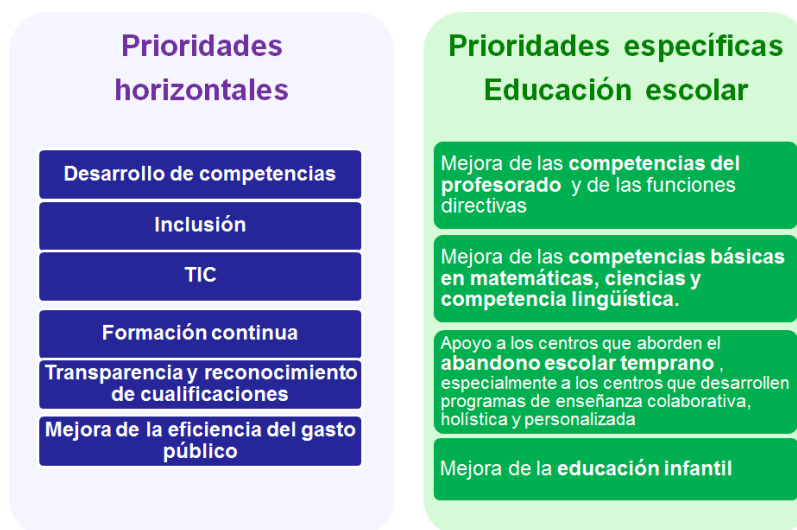 Prioridades
horizontales
Desarrollo de competencias
Inclusión
TIC
Formación continua
Transparencia y reconocimiento
de cualificaciones
Mejora de la eficiencia del gasto
público
Prioridades específicas
Educación escolar
Mejora de las competencias del
profesorado y de las funciones
directivas
Mejora de las competencias básicas
en matemáticas, ciencias y
competencia lingüística.
Apoyo a los centros que aborden el
abandono escolar temprano ,
especialmente a los centros que desarrollen
programas de enseñanza colaborativa,
holística y personalizada
Mejora de la educación infantil